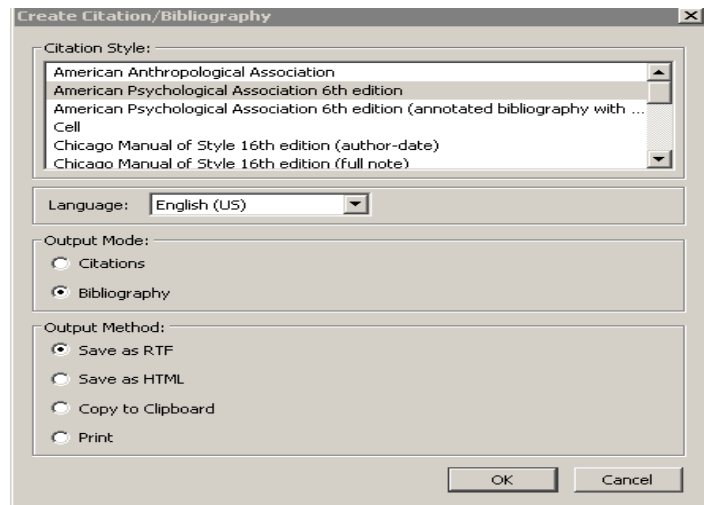 Create Citation/Bibliography
Citation Style:
American Anthropological Association
American Psychological Association 6th edition
American Psychological Association 6th edition (annotated bibliography with ...
Cell
Chicago Manual of Style 16th edition (author-date)
Chicago Manual of Style 16th edition (full note)
Language: English (US)
Output Mode:
Citations
Bibliography
Output Method:
Save as RTF
Save as HTML
Copy to Clipboard
Print
OK Cancel